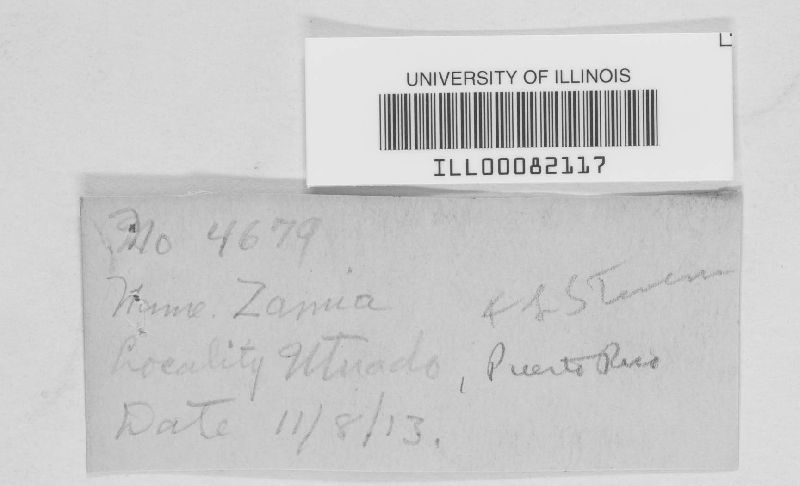 UNIVERSITY OF ILLINOIS
ILL00082117
No 4679
Name. Zamia
Stevens
Locality Utuado, Puerto Rico
Date 11/8/13.